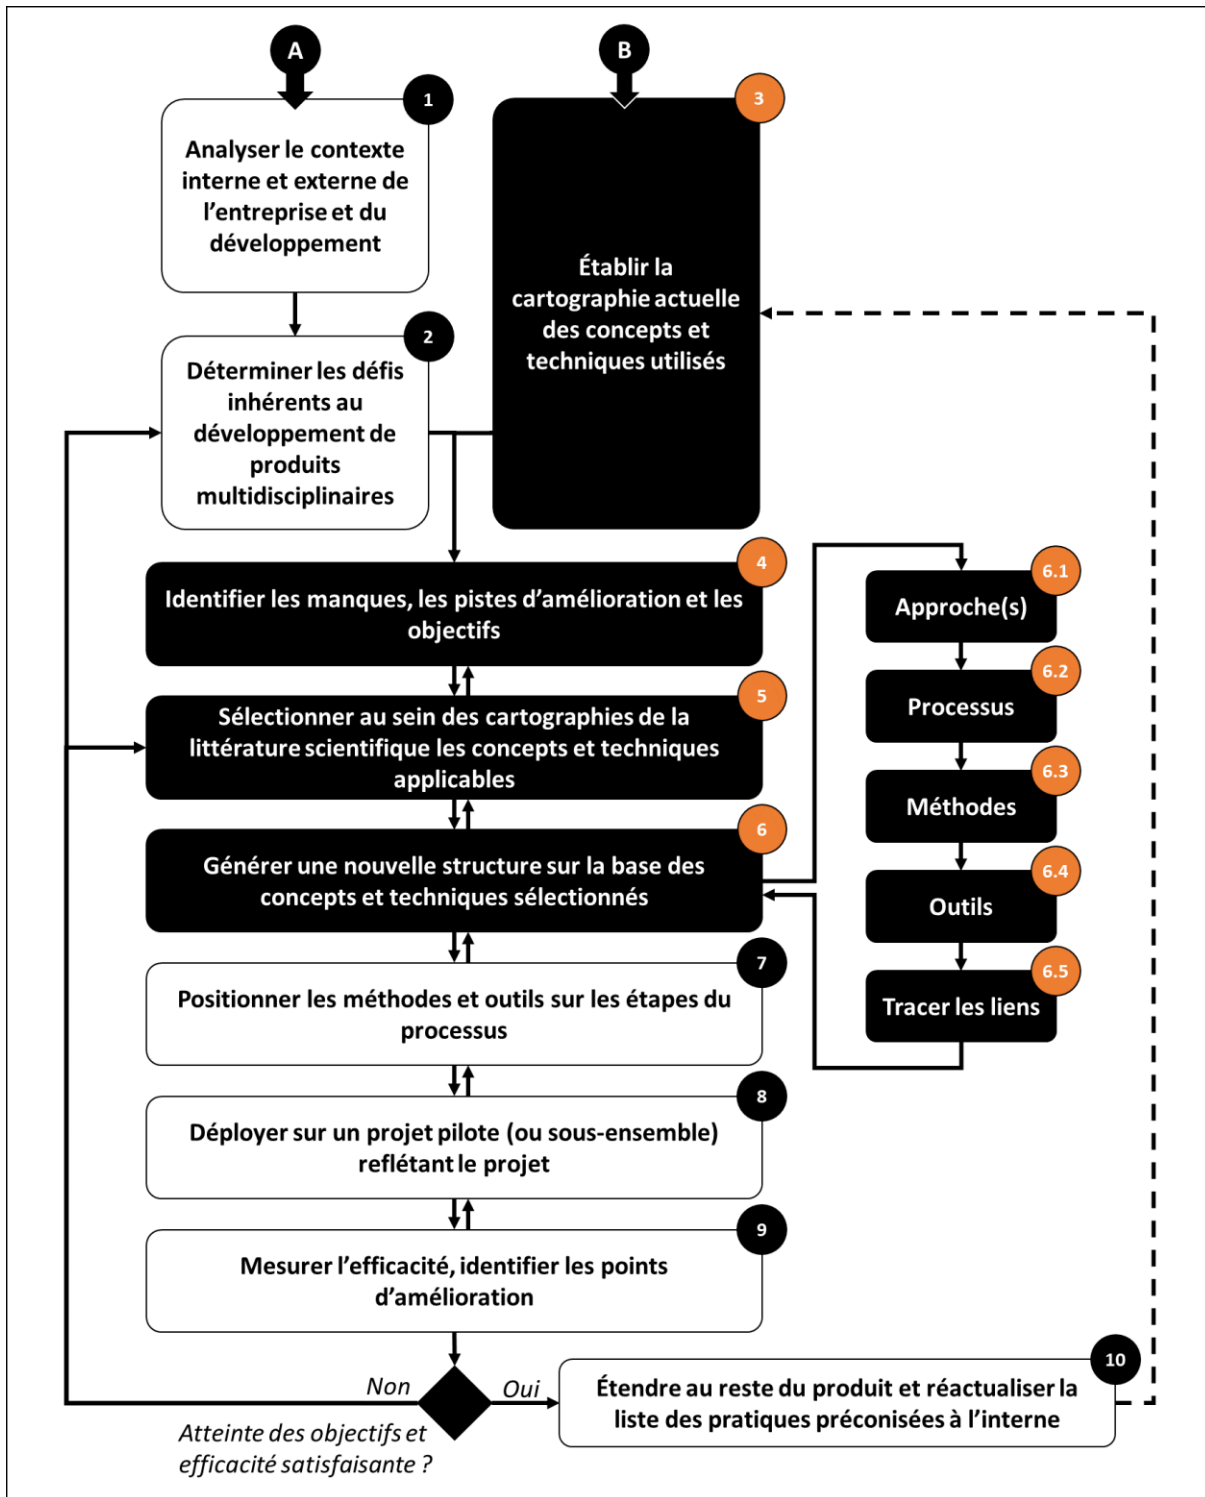 A
B
1
Analyser le contexte
interne et externe de
l'entreprise et du
développement
2
Déterminer les défis
inhérents au
développement de
produits
multidisciplinaires
3
Établir la
cartographie actuelle
des concepts et
techniques utilisés
4
Identifier les manques, les pistes d'amélioration et les
objectifs
5
Sélectionner au sein des cartographies de la
littérature scientifique les concepts et techniques
applicables
6
Générer une nouvelle structure sur la base des
concepts et techniques sélectionnés
6.1
Approche(s)
6.2
Processus
6.3
Méthodes
6.4
Outils
6.5
Tracer les liens
7
Positionner les méthodes et outils sur les étapes du
processus
8
Déployer sur un projet pilote (ou sous-ensemble)
reflétant le projet
9
Mesurer l'efficacité, identifier les points
d'amélioration
Non
Oui
Atteinte des objectifs et
efficacité satisfaisante ?
10
Étendre au reste du produit et réactualiser la
liste des pratiques préconisées à l'interne